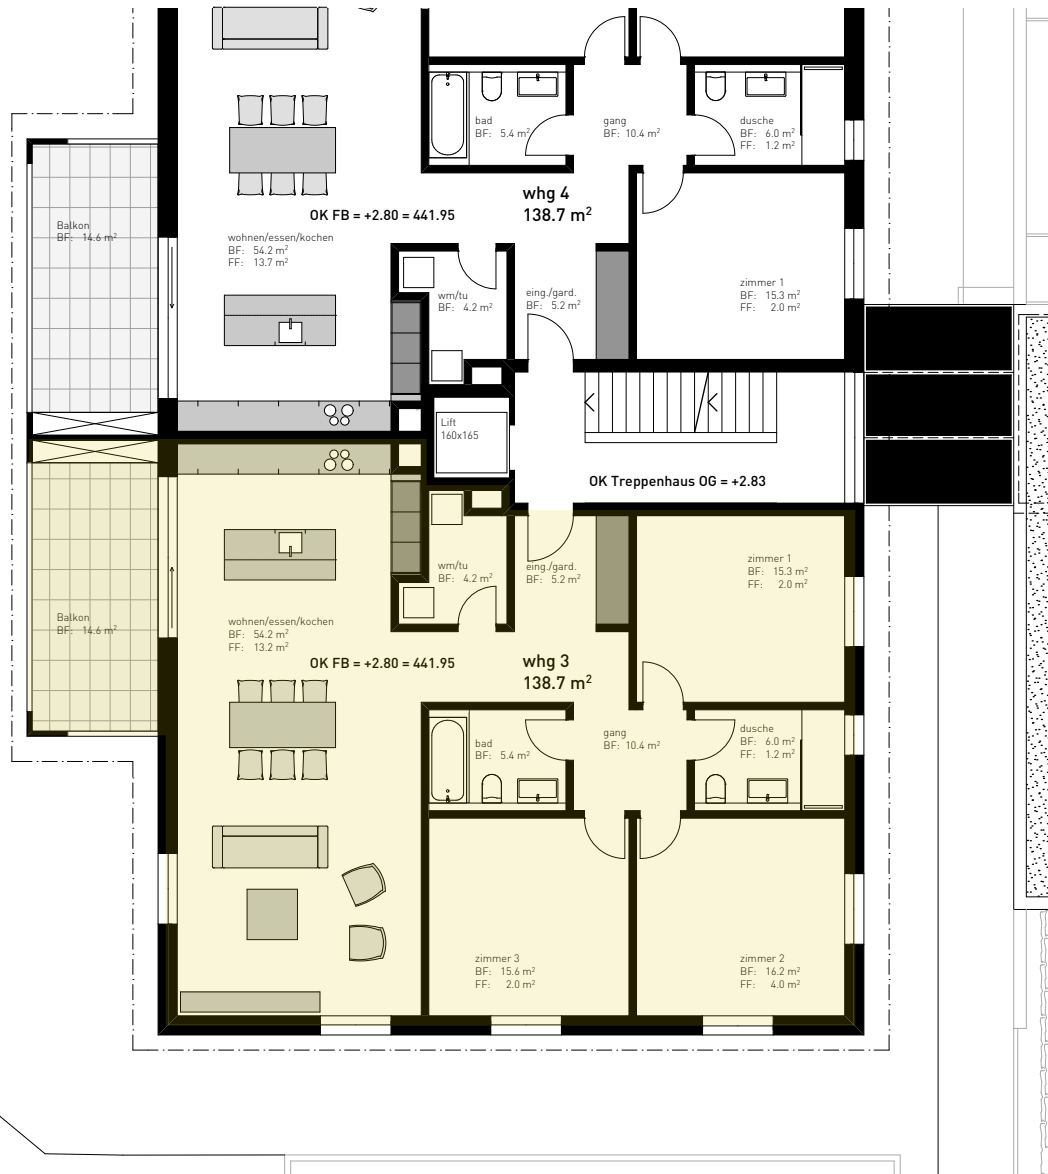 bad
BF: 5.4 m²
gang
BF: 10.4 m²
dusche
BF: 6.0 m²
FF: 1.2 m²
whg 4
138.7 m²
OK FB = +2.80 = 441.95
Balkon
BF: 14.6 m²
wohnen/essen/kochen
BF: 54.2 m²
FF: 13.7 m²
wm/tu
BF: 4.2 m²
eing./gard.
BF: 5.2 m²
zimmer 1
BF: 15.3 m²
FF: 2.0 m²
Lift
160x165
OK Treppenhaus OG = +2.83
wm/tu
BF: 4.2 m²
eing./gard.
BF: 5.2 m²
zimmer 1
BF: 15.3 m²
FF: 2.0 m²
Balkon
BF: 14.6 m²
wohnen/essen/kochen
BF: 54.2 m²
FF: 13.2 m²
OK FB = +2.80 = 441.95
whg 3
138.7 m²
bad
BF: 5.4 m²
gang
BF: 10.4 m²
dusche
BF: 6.0 m²
FF: 1.2 m²
zimmer 3
BF: 15.6 m²
FF: 2.0 m²
zimmer 2
BF: 16.2 m²
FF: 4.0 m²